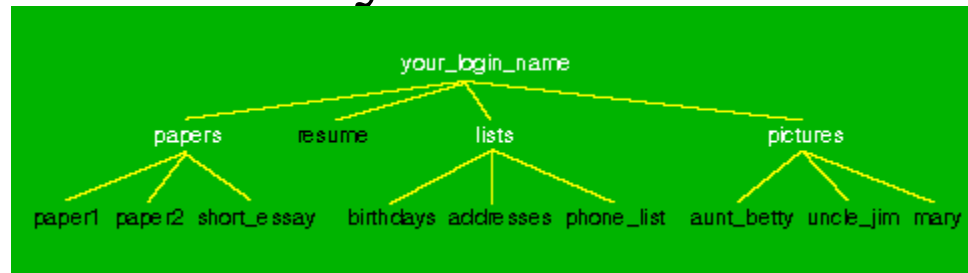 your_login_name
papers resume lists pictures
paper1 paper2 short_essay birthdays addresses phone_list aunt_betty uncle_jim mary